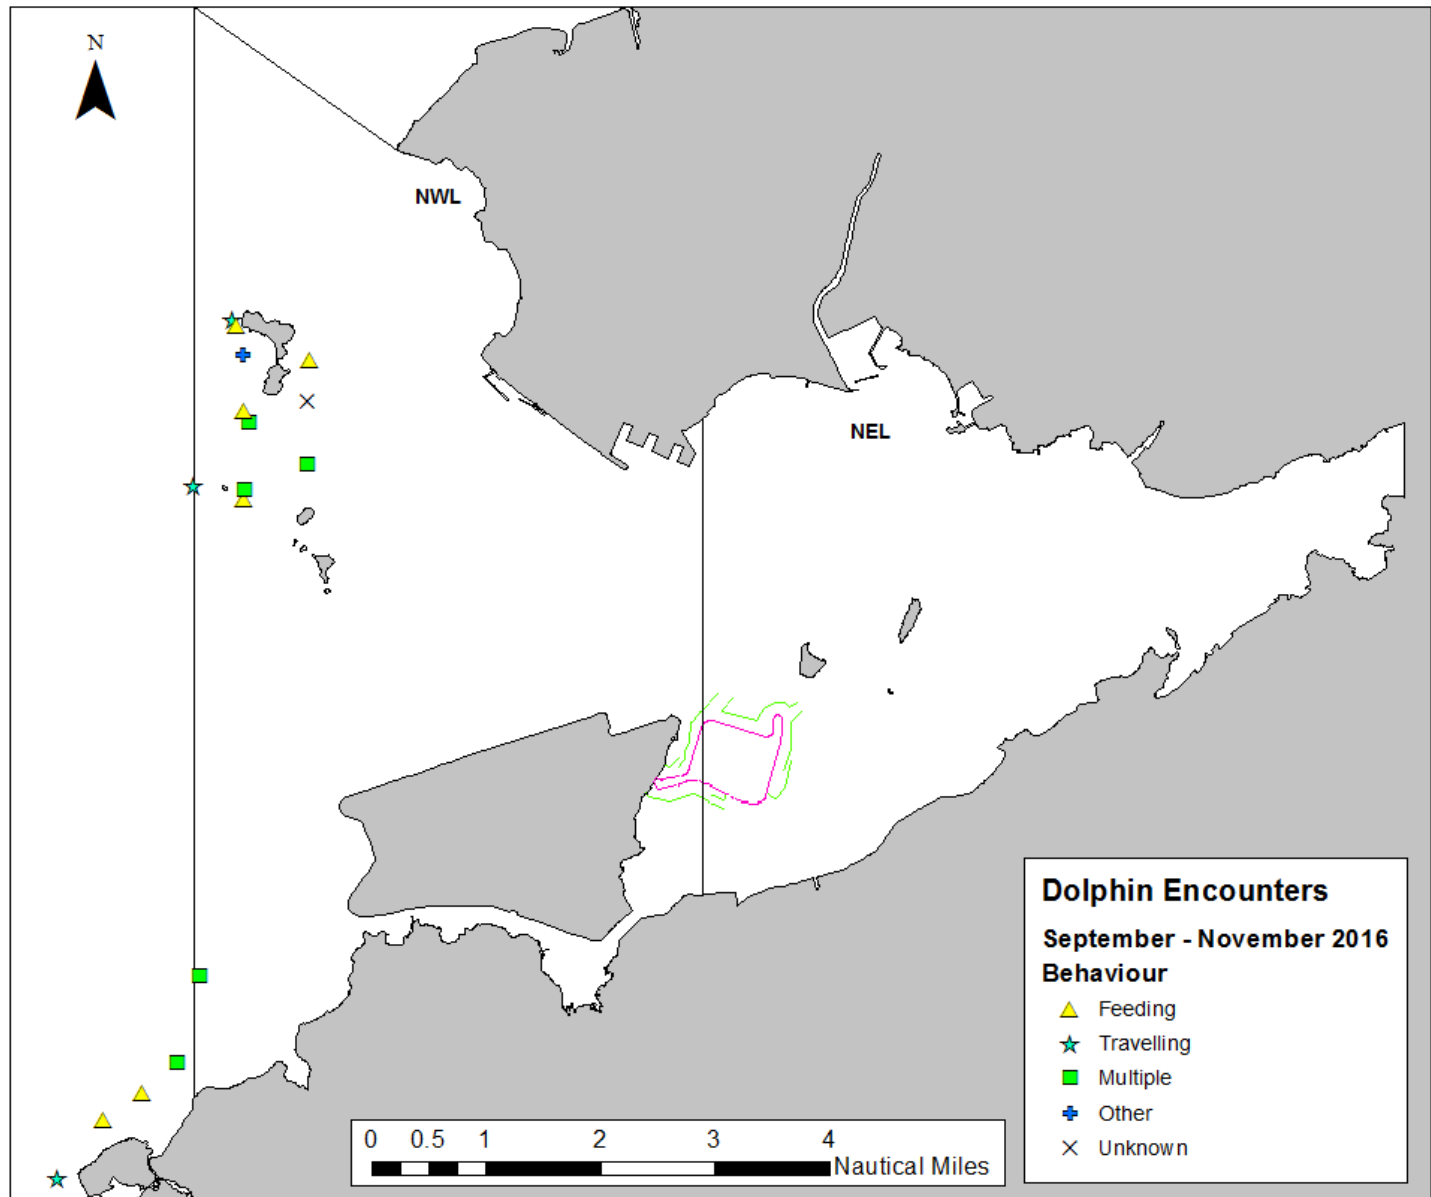 N
NWL
NEL
Dolphin Encounters
September - November 2016
Behaviour
Feeding
Travelling
Multiple
Other
Unknown
0 0.5 1 2 3 4
Nautical Miles